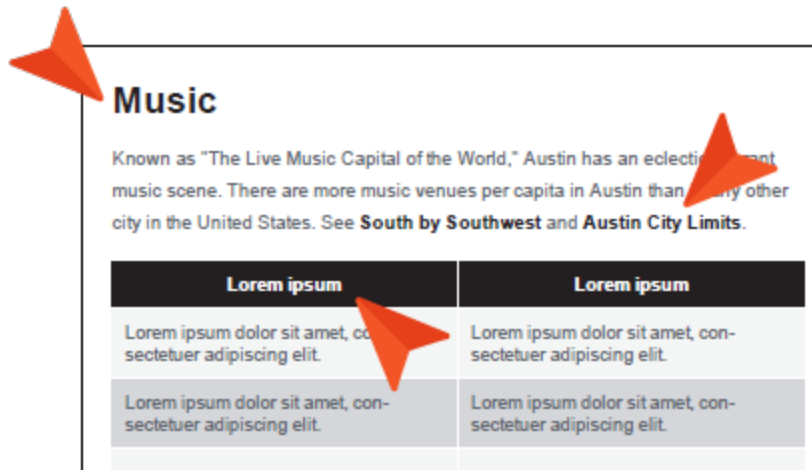 Music
Known as "The Live Music Capital of the World," Austin has an eclectic
music scene. There are more music venues per capita in Austin than any other
city in the United States. See South by Southwest and Austin City Limits.
Lorem ipsum Lorem ipsum
Lorem ipsum dolor sit amet, con- Lorem ipsum dolor sit amet, con-
sectetuer adipiscing elit. sectetuer adipiscing elit.
Lorem ipsum dolor sit amet, con- Lorem ipsum dolor sit amet, con-
sectetuer adipiscing elit. sectetuer adipiscing elit.